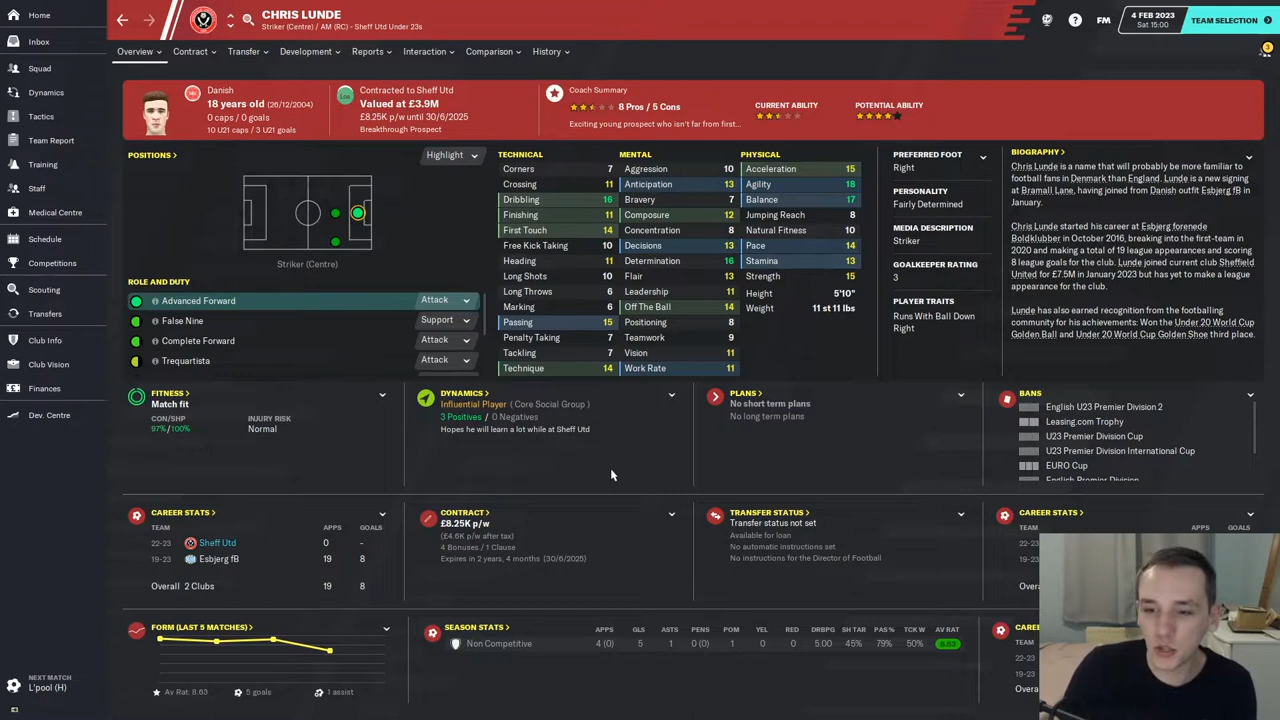 Home
Inbox
Squad
Dynamics
Tactics
Team Report
Training
Staff
Medical Centre
Schedule
Competitions
Scouting
Transfers
Club Info
Club Vision
Finances
Dev. Centre
NEXT MATCH
L'pool (H)
CHRIS LUNDE
Striker (Centre) / AM (RC) - Sheff Utd Under 23s
FM
4 FEB 2023
Sat 15:00
TEAM SELECTION
Overview
Contract
Transfer
Development
Reports
Interaction
Comparison
History
3
Danish
18 years old (26/12/2004)
0 caps / 0 goals
10 U21 caps / 3 U21 goals
Contracted to Sheff Utd
Valued at £3.9M
£8.25K p/w until 30/6/2025
Breakthrough Prospect
Coach Summary
8 Pros / 5 Cons
Exciting young prospect who isn't far from first...
CURRENT ABILITY
POTENTIAL ABILITY
POSITIONS
Highlight
Striker (Centre)
ROLE AND DUTY
Advanced Forward Attack
False Nine Support
Complete Forward Attack
Trequartista Attack
TECHNICAL
Corners 7
Crossing 11
Dribbling 16
Finishing 11
First Touch 14
Free Kick Taking 10
Heading 11
Long Shots 10
Long Throws 6
Marking 6
Passing 15
Penalty Taking 7
Tackling 7
Technique 14
MENTAL
Aggression 10
Anticipation 13
Bravery 7
Composure 12
Concentration 8
Decisions 13
Determination 16
Flair 13
Leadership 11
Off The Ball 14
Positioning 8
Teamwork 9
Vision 11
Work Rate 11
PHYSICAL
Acceleration 15
Agility 18
Balance 17
Jumping Reach 8
Natural Fitness 10
Pace 14
Stamina 13
Strength 15
Height 5'10"
Weight 11 st 11 lbs
PREFERRED FOOT
Right
PERSONALITY
Fairly Determined
MEDIA DESCRIPTION
Striker
GOALKEEPER RATING
3
PLAYER TRAITS
Runs With Ball Down
Right
BIOGRAPHY
Chris Lunde is a name that will probably be more familiar to
football fans in Denmark than England. Lunde is a new signing
at Bramall Lane, having joined from Danish outfit Esbjerg fB in
January.
Chris Lunde started his career at Esbjerg forenede
Boldklubber in October 2016, breaking into the first-team in
2020 and making a total of 19 league appearances and scoring
8 league goals for the club. Lunde joined current club Sheffield
United for £7.5M in January 2023 but has yet to make a league
appearance for the club.
Lunde has also earned recognition from the footballing
community for his achievements: Won the Under 20 World Cup
Golden Ball and Under 20 World Cup Golden Shoe third place.
FITNESS
Match fit
CON/SHP
97%/100%
INJURY RISK
Normal
DYNAMICS
Influential Player ( Core Social Group )
3 Positives / 0 Negatives
Hopes he will learn a lot while at Sheff Utd
PLANS
No short term plans
No long term plans
BANS
English U23 Premier Division 2
Leasing.com Trophy
U23 Premier Division Cup
U23 Premier Division International Cup
EURO Cup
English Premier Division
CAREER STATS
TEAM APPS GOALS
22-23 Sheff Utd 0 -
19-23 Esbjerg fB 19 8
Overall 2 Clubs 19 8
CONTRACT
£8.25K p/w
(£4.6K p/w after tax)
4 Bonuses / 1 Clause
Expires in 2 years, 4 months (30/6/2025)
TRANSFER STATUS
Transfer status not set
Available for loan
No automatic instructions set
No instructions for the Director of Football
CAREER STATS
TEAM APPS GOALS
22-23
19-23
FORM (LAST 5 MATCHES)
Av Rat: 8.63 5 goals 1 assist
SEASON STATS APPS GLS ASTS PENS POM YEL RED DRBPG SH TAR PAS % TCK W AV RAT
Non Competitive 4 (0) 5 1 0 (0) 1 0 0 5.00 45% 79% 50% 8.63
22-23
19-23